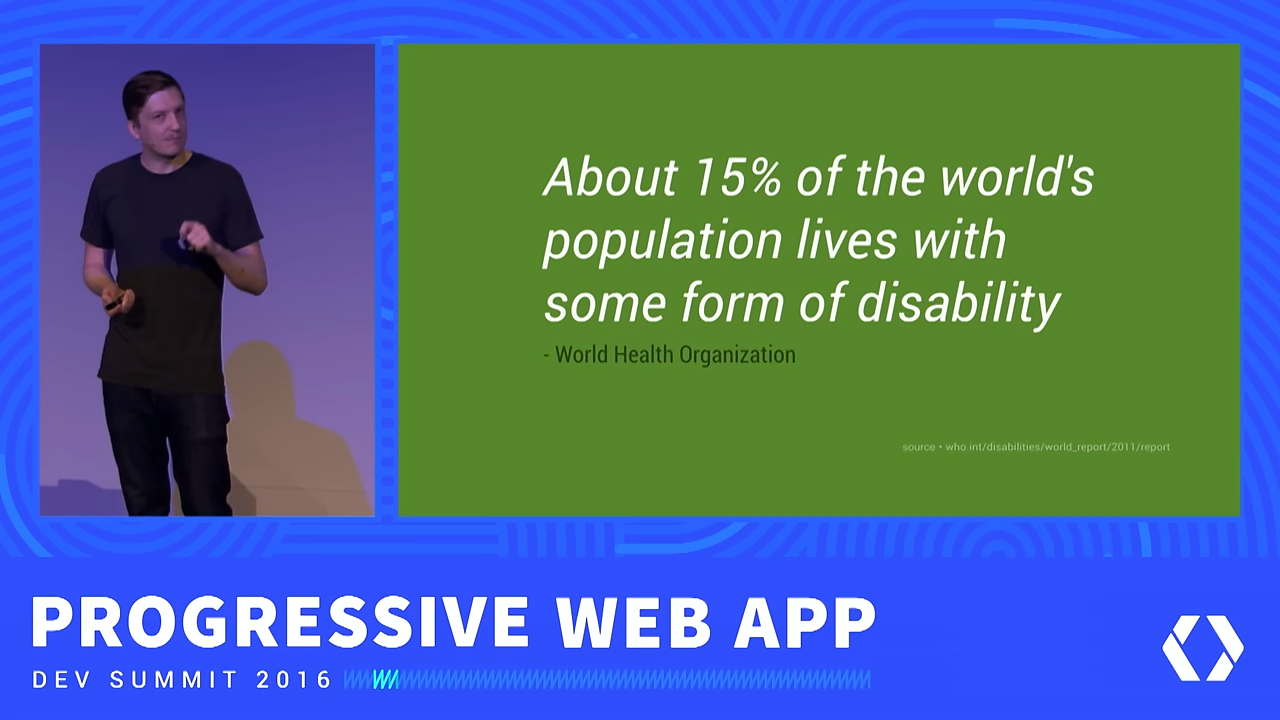 About 15% of the world's
population lives with
some form of disability
- World Health Organization
source • who.int/disabilities/world_report/2011/report
PROGRESSIVE WEB APP
DEV SUMMIT 2016